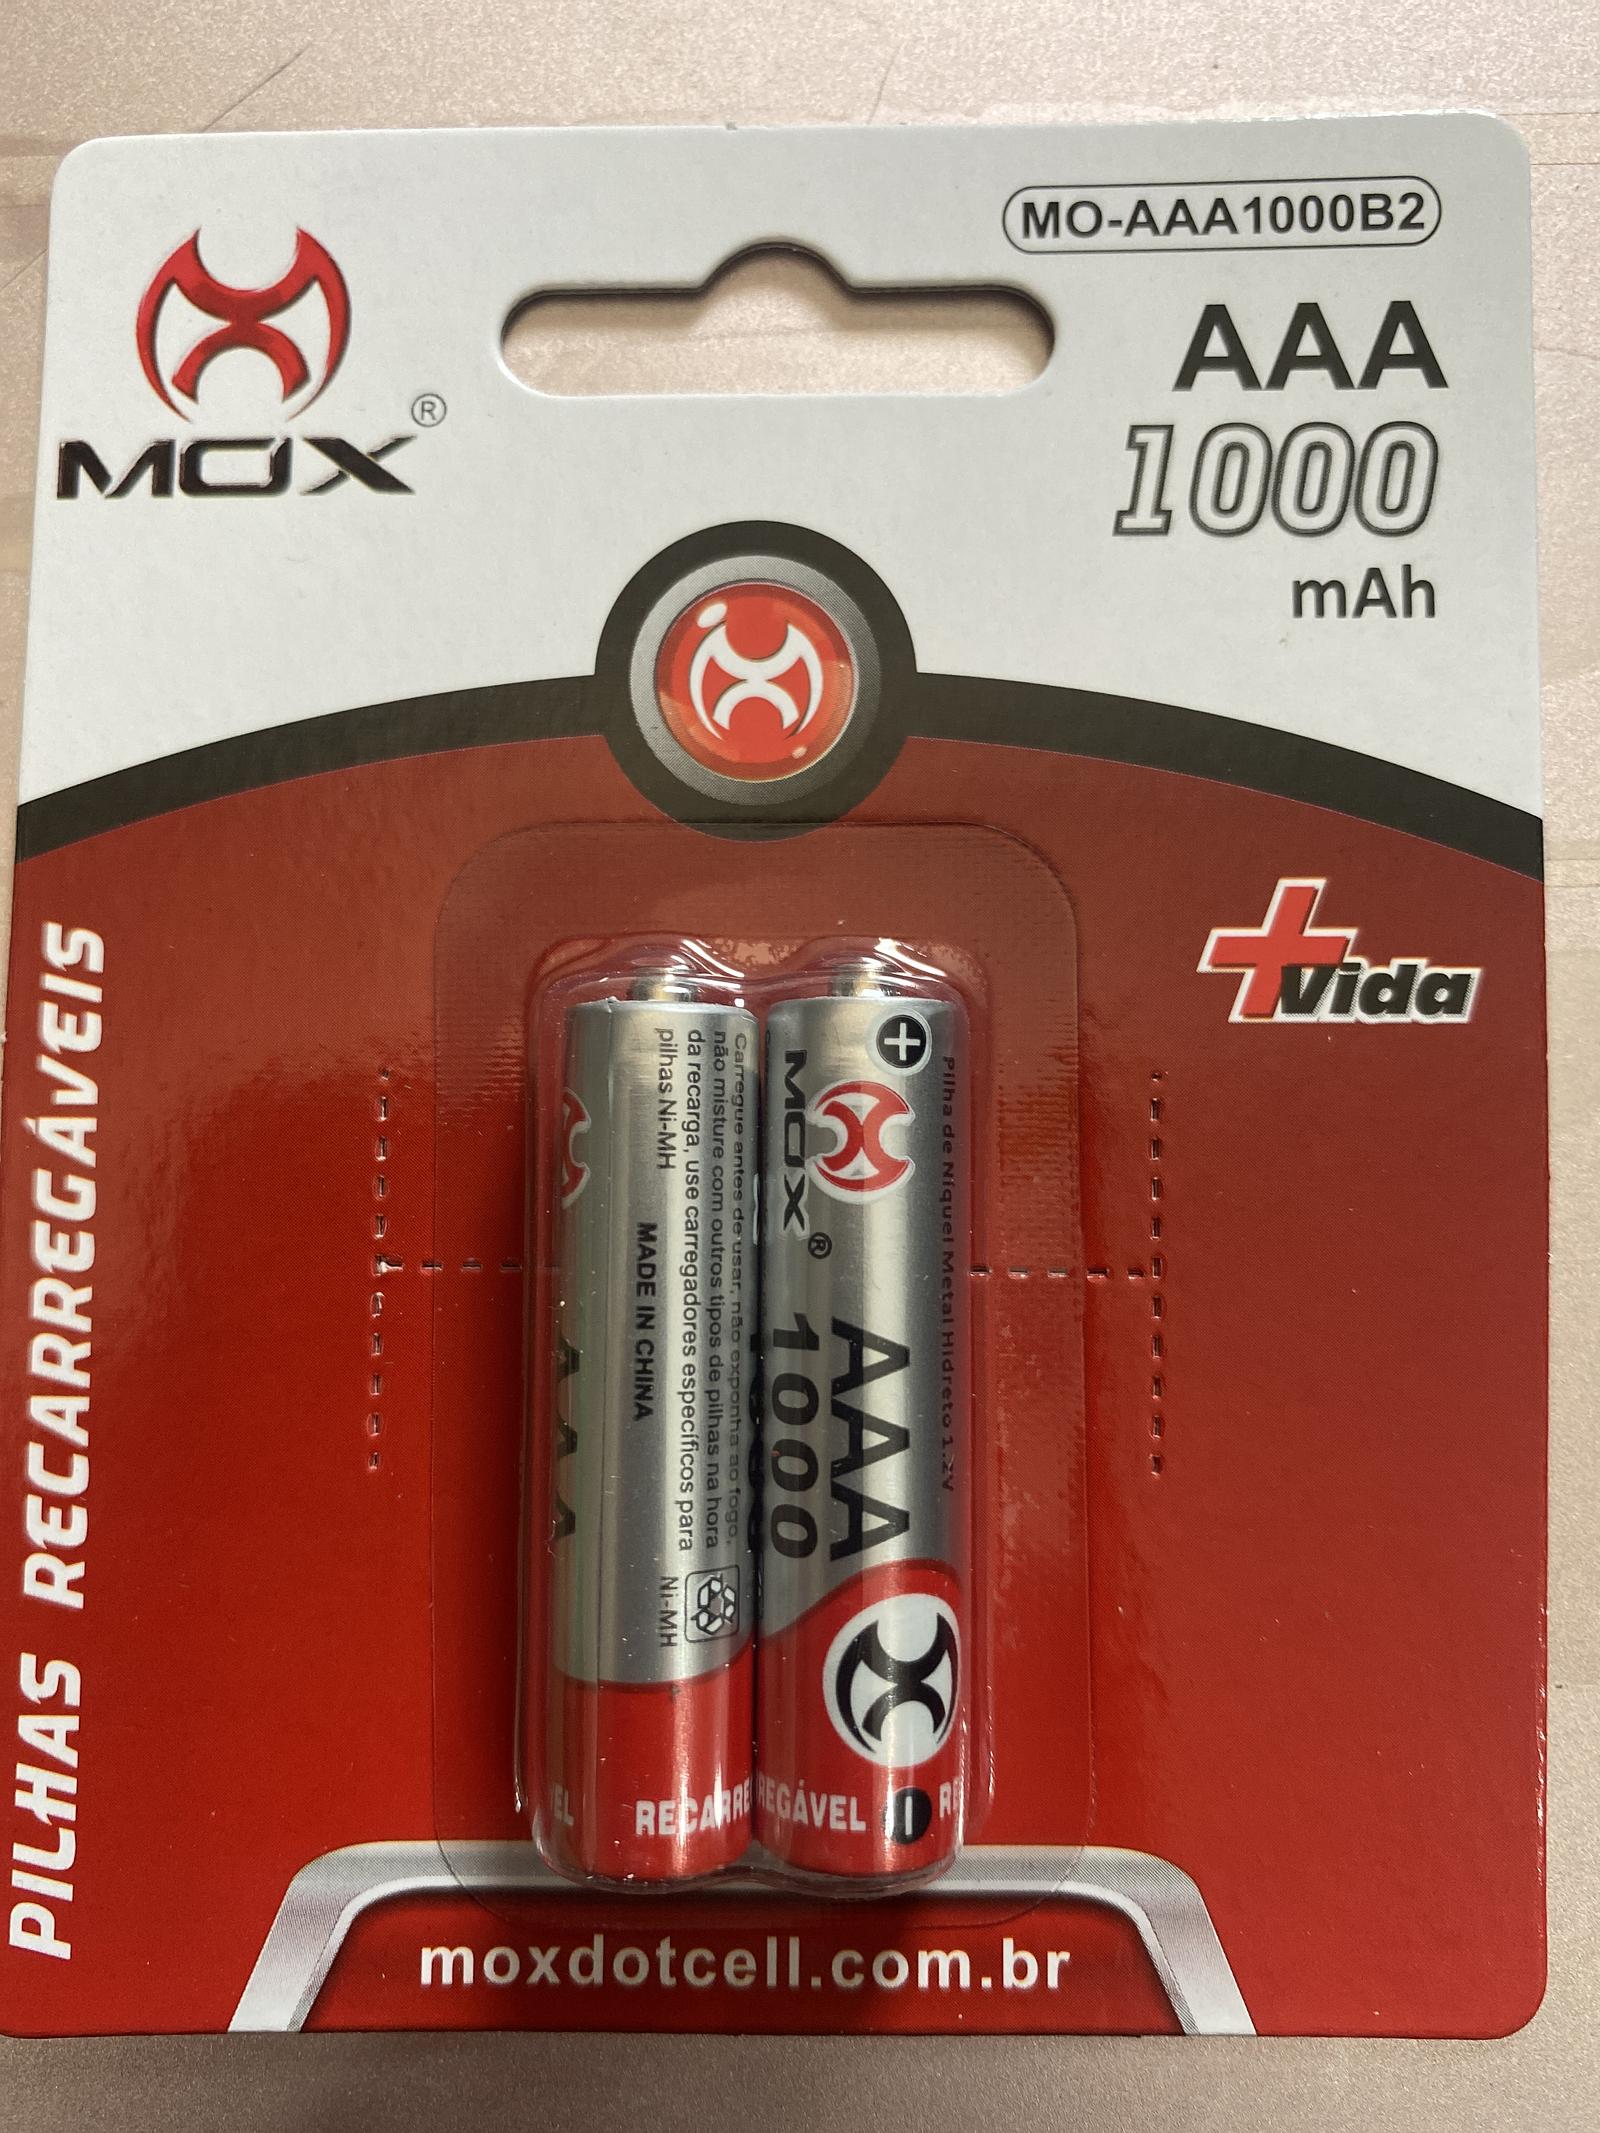 MO-AAA1000B2
MOX®
AAA
1000
mAh
+Vida
PILHAS RECARREGÁVEIS
Carregue antes de usar, não exponha ao fogo,
não misture com outros tipos de pilhas na hora
da recarga, use carregadores específicos para
pilhas Ni-MH
MADE IN CHINA
Ni-MH
AAA
EL
RECARRE
Pilha de Níquel Metal Hidreto 1.2V
+
MOX®
AAA
1000
REGÁVEL
-
RE
moxdotcell.com.br